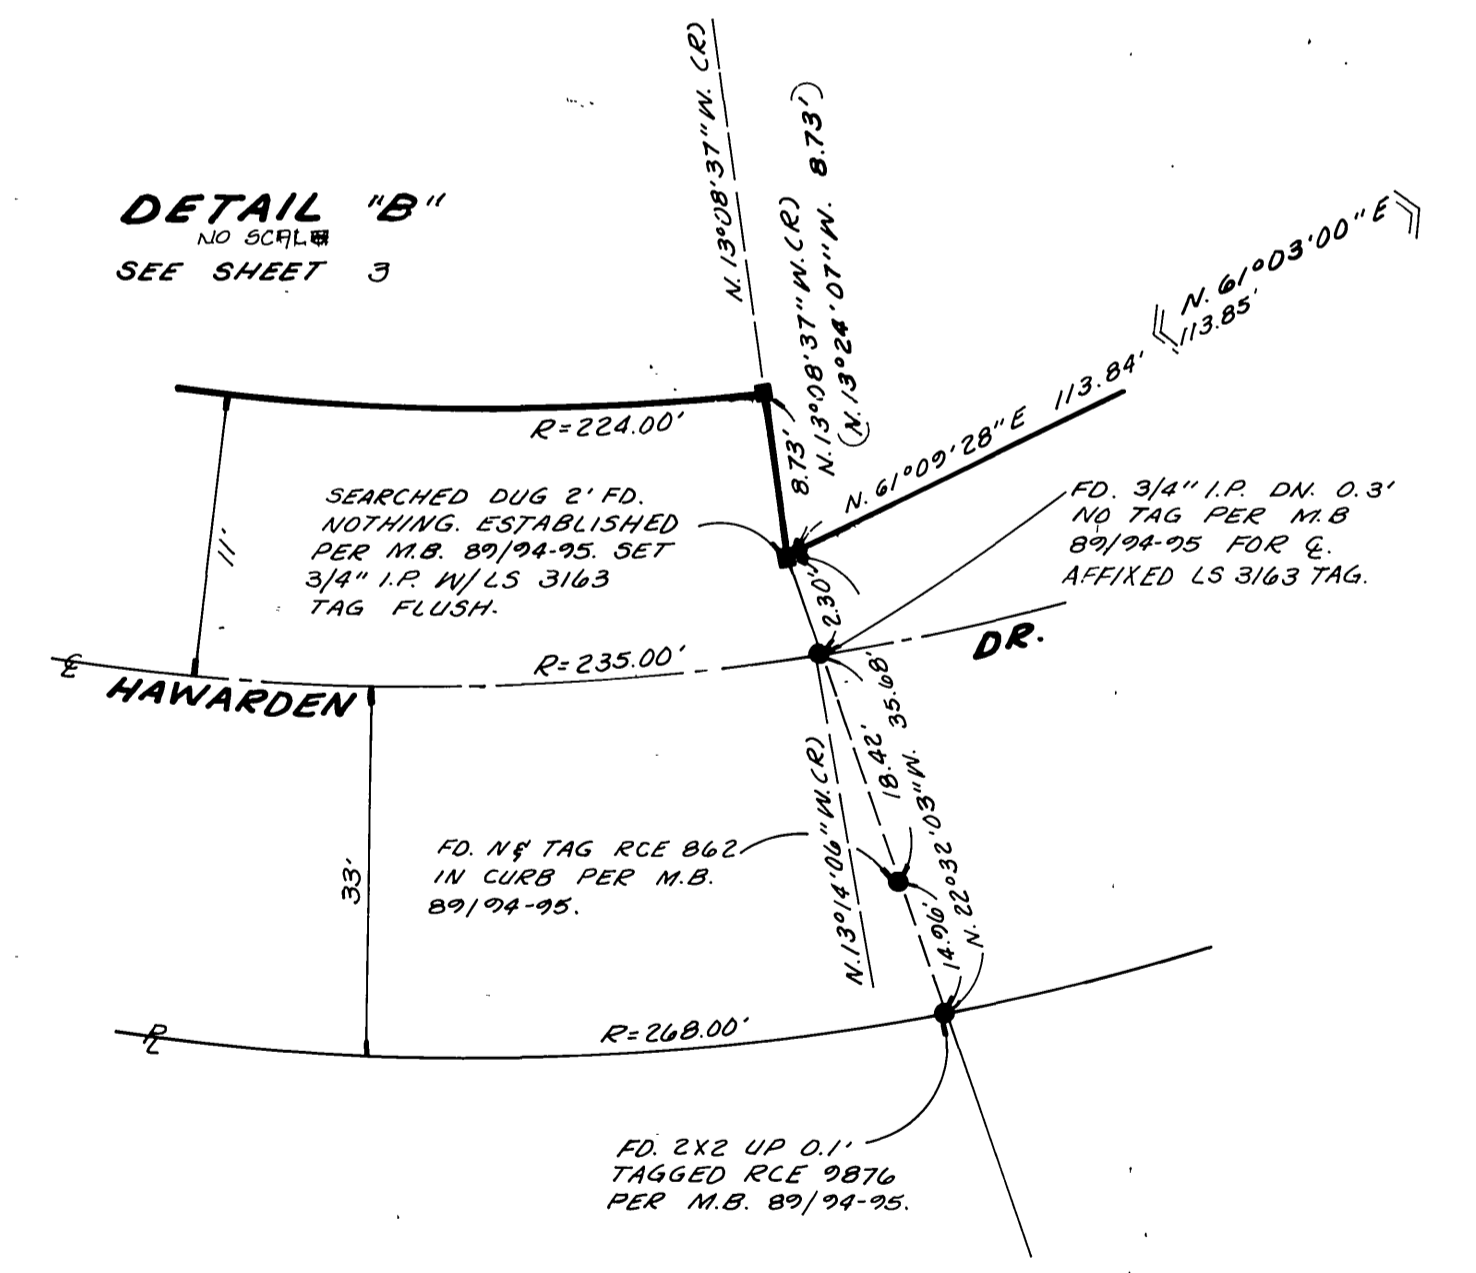 DETAIL "B"
NO SCALE
SEE SHEET 3
N. 13°08'37" W. (R)
8.73'
N. 13°08'37" W. (R)
(N. 13°24'07" W. 8.73')
N. 61°09'28" E 113.84'
⟪ N. 61°03'00" E ⟫
113.85'
R=224.00'
11'
SEARCHED DUG 2' FD.
NOTHING. ESTABLISHED
PER M.B. 89/94-95. SET
3/4" I.P. W/LS 3163
TAG FLUSH.
FD. 3/4" I.P. DN. 0.3'
NO TAG PER M.B
89/94-95 FOR ℄.
AFFIXED LS 3163 TAG.
2.30'
℄
R=235.00'
HAWARDEN
DR.
33'
N. 13°14'06" W. (R)
18.42'
35.68'
N. 22°32'03" W.
14.96'
FD. N&TAG RCE 862
IN CURB PER M.B.
89/94-95.
R=268.00'
FD. 2X2 UP 0.1'
TAGGED RCE 9876
PER M.B. 89/94-95.